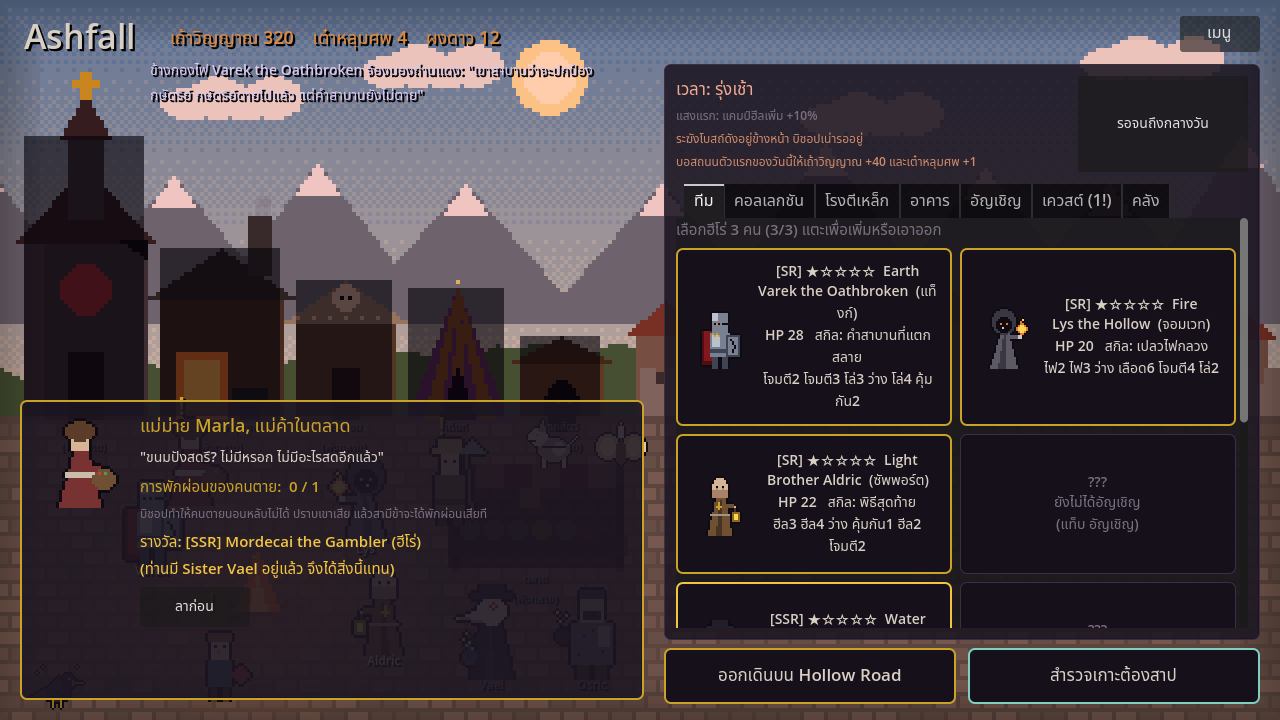 Ashfall
เถ้าวิญญาณ 320 เต๋าหลุมศพ 4 ผงดาว 12
เมนู
ข้างกองไฟ Varek the Oathbroken จ้องมองถ่านแดง: "เขาสาบานว่าจะปกป้อง
กษัตริย์ กษัตริย์ตายไปแล้ว แต่คำสาบานยังไม่ตาย"
เวลา: รุ่งเช้า
แสงแรก: แคมป์ฮีลเพิ่ม +10%
ระฆังโบสถ์ดังอยู่ข้างหน้า บิชอปเน่ารออยู่
บอสถนนตัวแรกของวันนี้ให้เถ้าวิญญาณ +40 และเต๋าหลุมศพ +1
รอจนถึงกลางวัน
ทีม คอลเลกชัน โรงตีเหล็ก อาคาร อัญเชิญ เควสต์ (1!) คลัง
เลือกฮีโร่ 3 คน (3/3) แตะเพื่อเพิ่มหรือเอาออก
[SR] ★☆☆☆☆ Earth
Varek the Oathbroken (แท็
งก์)
HP 28 สกิล: คำสาบานที่แตก
สลาย
โจมตี2 โจมตี3 โล่3 ว่าง โล่4 คุ้ม
กัน2
[SR] ★☆☆☆☆ Fire
Lys the Hollow (จอมเวท)
HP 20 สกิล: เปลวไฟกลวง
ไฟ2 ไฟ3 ว่าง เลือด6 โจมตี4 โล่2
[SR] ★☆☆☆☆ Light
Brother Aldric (ซัพพอร์ต)
HP 22 สกิล: พิธีสุดท้าย
ฮีล3 ฮีล4 ว่าง คุ้มกัน1 ฮีล2
โจมตี2
???
ยังไม่ได้อัญเชิญ
(แท็บ อัญเชิญ)
[SSR] ★☆☆☆☆ Water
แม่ม่าย Marla, แม่ค้าในตลาด
"ขนมปังสดรึ? ไม่มีหรอก ไม่มีอะไรสดอีกแล้ว"
การพักผ่อนของคนตาย: 0 / 1
บิชอปทำให้คนตายนอนหลับไม่ได้ ปราบเขาเสีย แล้วสามีข้าจะได้พักผ่อนเสียที
รางวัล: [SSR] Mordecai the Gambler (ฮีโร่)
(ท่านมี Sister Vael อยู่แล้ว จึงได้สิ่งนี้แทน)
ลาก่อน
Aldric
Vael
Osric
ออกเดินบน Hollow Road
สำรวจเกาะต้องสาป